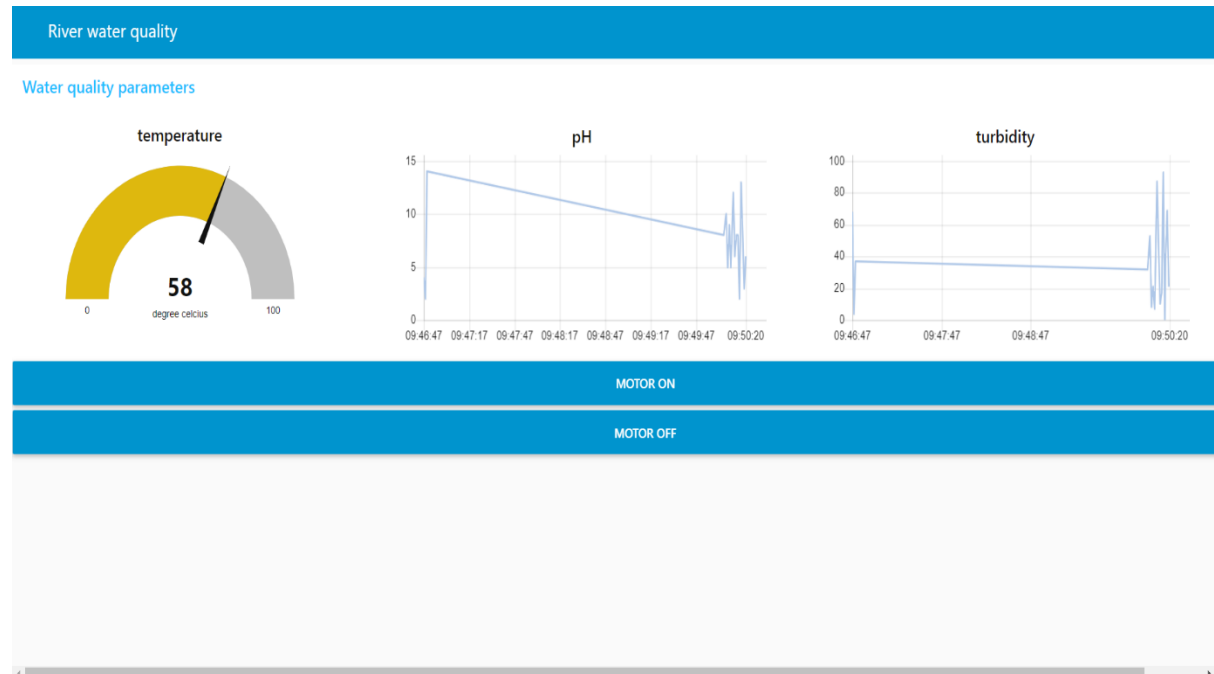 River water quality
Water quality parameters
temperature
58
degree celcius
0
100
pH
15
10
5
0
09:46:47 09:47:17 09:47:47 09:48:17 09:48:47 09:49:17 09:49:47 09:50:20
turbidity
100
80
60
40
20
0
09:46:47 09:47:47 09:48:47 09:50:20
MOTOR ON
MOTOR OFF